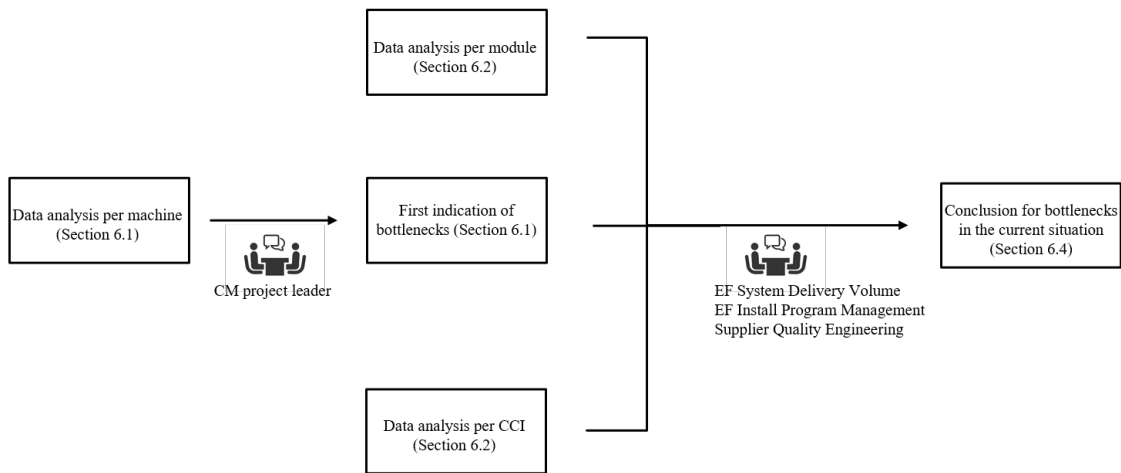 Data analysis per module
(Section 6.2)
Data analysis per machine
(Section 6.1)
CM project leader
First indication of
bottlenecks (Section 6.1)
EF System Delivery Volume
EF Install Program Management
Supplier Quality Engineering
Conclusion for bottlenecks
in the current situation
(Section 6.4)
Data analysis per CCI
(Section 6.2)